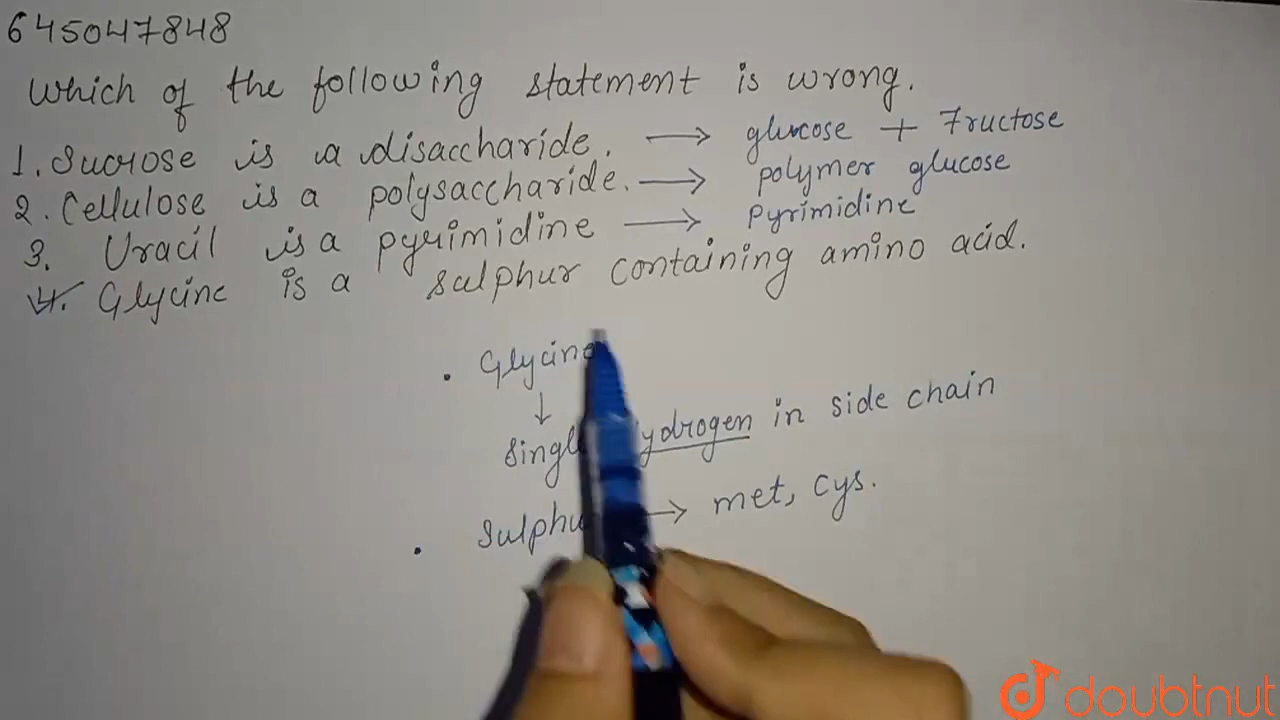 645047848
Which of the following statement is wrong.
1. Sucrose is a disaccharide. → glucose + Fructose
2. Cellulose is a polysaccharide. → polymer glucose
3. Uracil is a pyrimidine → Pyrimidine
4. Glycine is a sulphur containing amino acid.
• Glycine
↓
Single hydrogen in side chain
• Sulphur → met, cys.
doubtnut